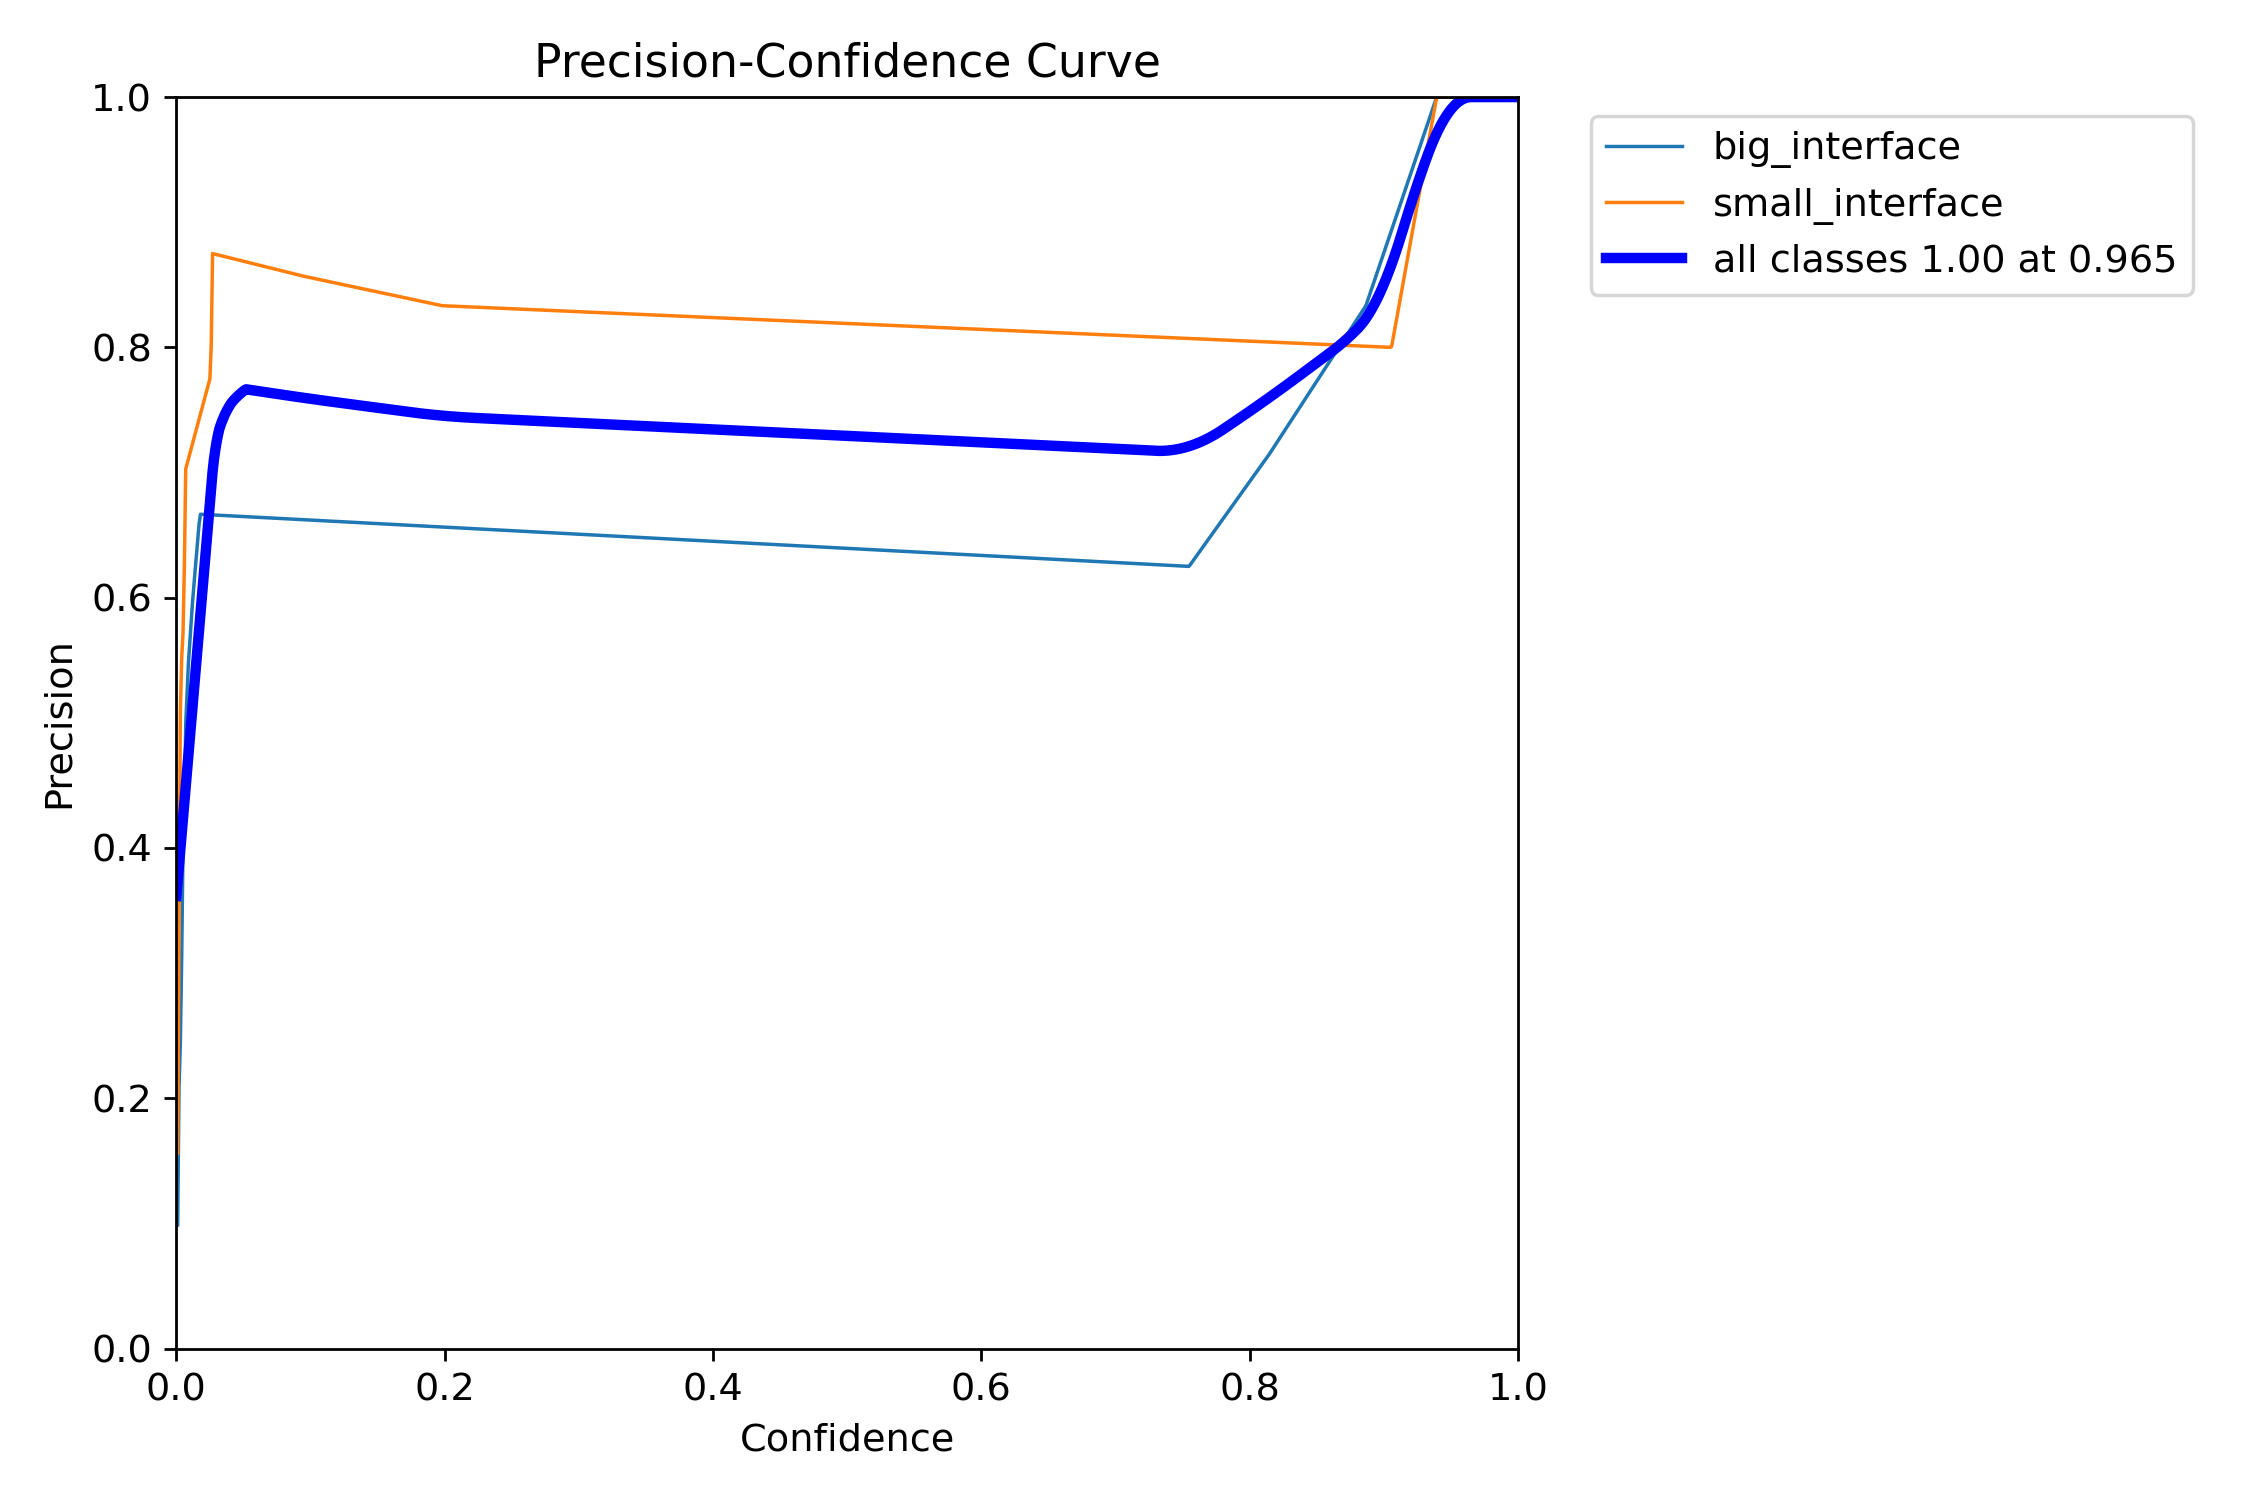 Precision-Confidence Curve
1.0
0.8
0.6
0.4
0.2
0.0
Precision
0.0 0.2 0.4 0.6 0.8 1.0
Confidence
big_interface
small_interface
all classes 1.00 at 0.965